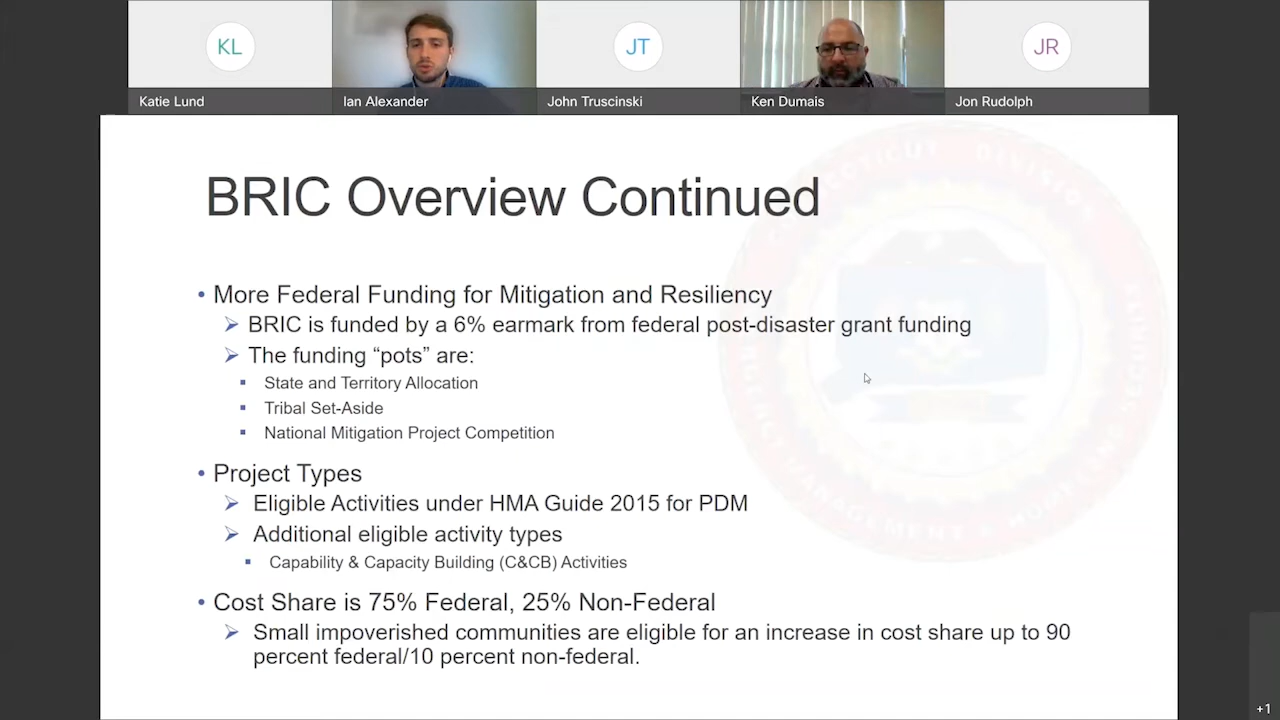 KL
JT
JR
Katie Lund
Ian Alexander
John Truscinski
Ken Dumais
Jon Rudolph
BRIC Overview Continued
• More Federal Funding for Mitigation and Resiliency
➢ BRIC is funded by a 6% earmark from federal post-disaster grant funding
➢ The funding “pots” are:
▪ State and Territory Allocation
▪ Tribal Set-Aside
▪ National Mitigation Project Competition
• Project Types
➢ Eligible Activities under HMA Guide 2015 for PDM
➢ Additional eligible activity types
▪ Capability & Capacity Building (C&CB) Activities
• Cost Share is 75% Federal, 25% Non-Federal
➢ Small impoverished communities are eligible for an increase in cost share up to 90
percent federal/10 percent non-federal.
+1